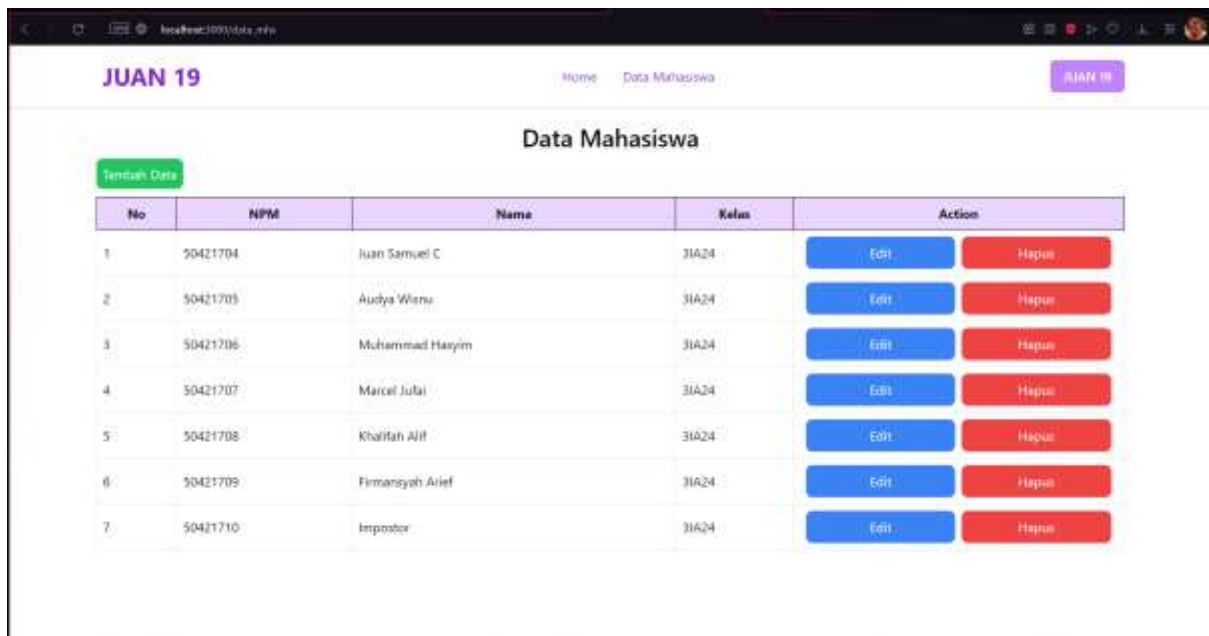 localhost:3000/data_mhs
JUAN 19 Home Data Mahasiswa JUAN 19
Data Mahasiswa
Tambah Data
No NPM Nama Kelas Action
1 50421704 Juan Samuel C 3IA24 Edit Hapus
2 50421705 Audya Wisnu 3IA24 Edit Hapus
3 50421706 Muhammad Hasyim 3IA24 Edit Hapus
4 50421707 Marcel Jufai 3IA24 Edit Hapus
5 50421708 Khalifah Alif 3IA24 Edit Hapus
6 50421709 Firmansyah Arief 3IA24 Edit Hapus
7 50421710 Impostor 3IA24 Edit Hapus